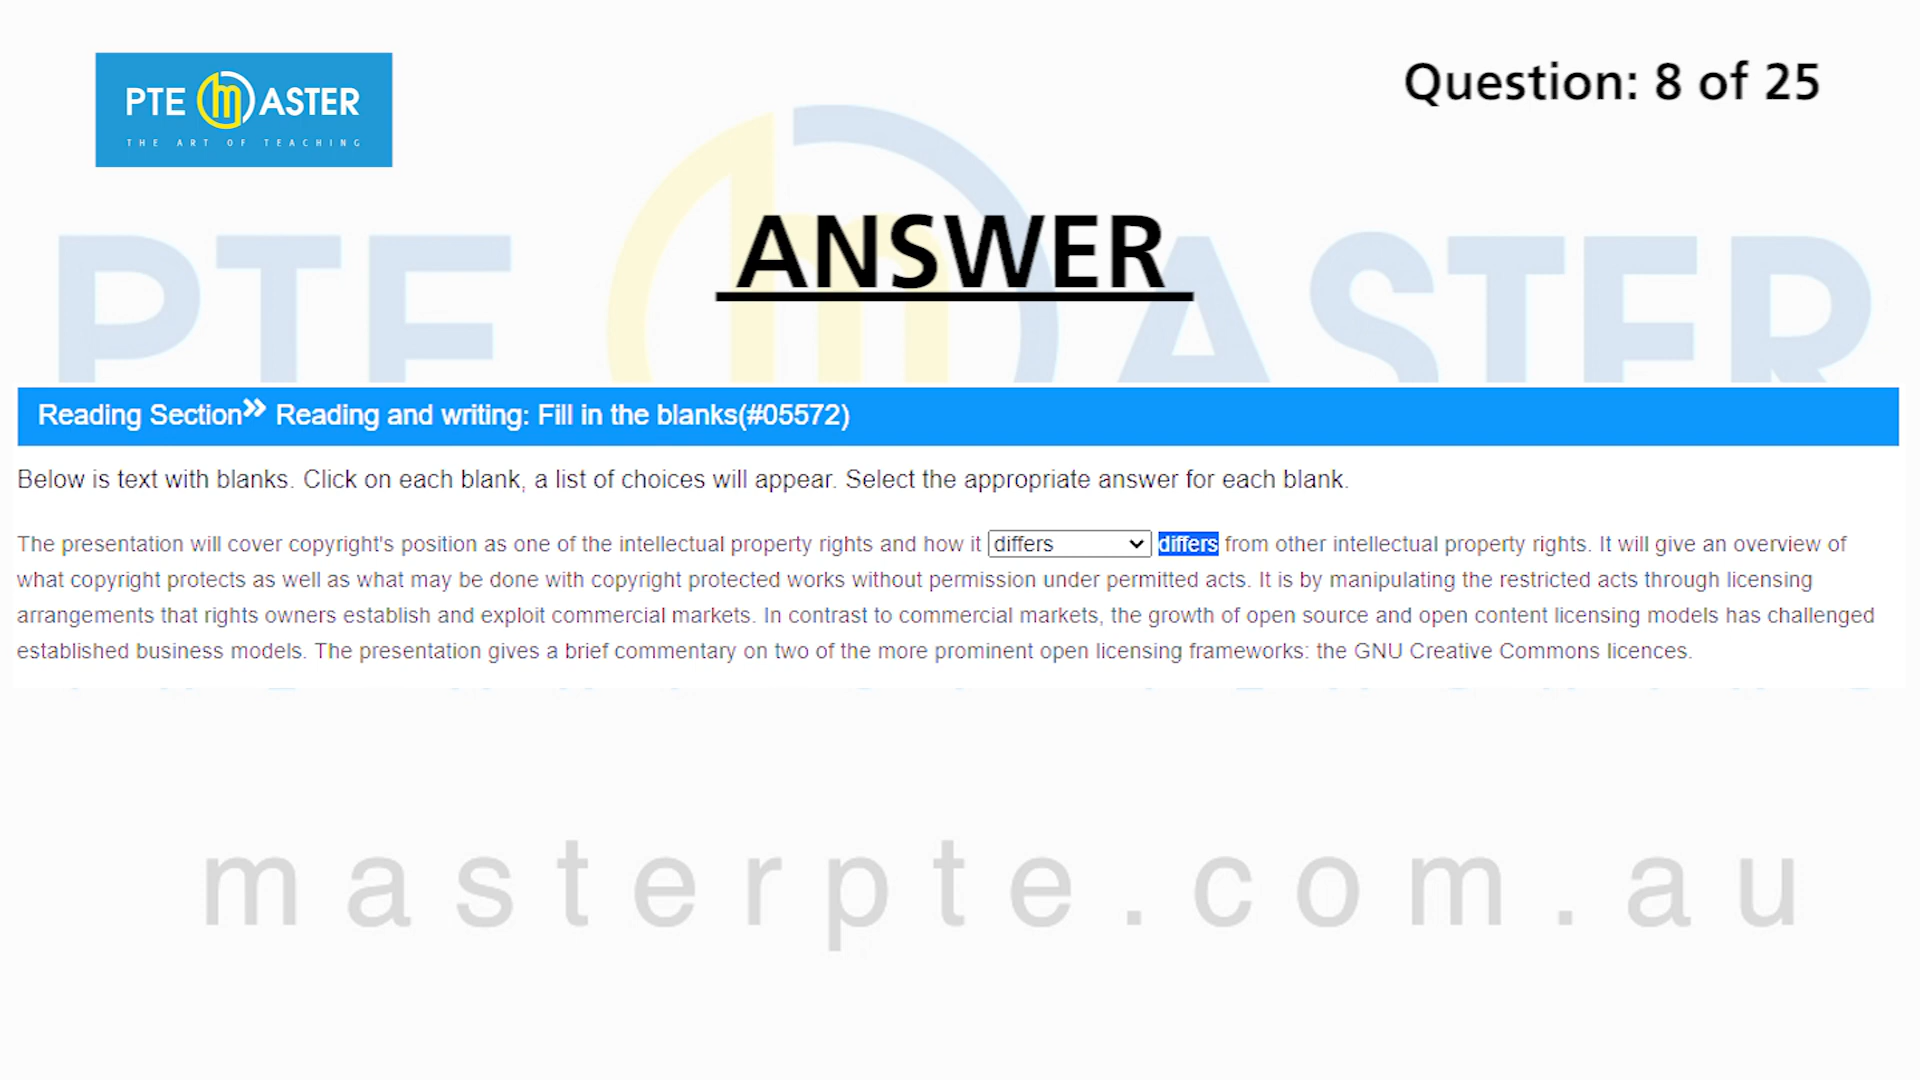 PTE MASTER
THE ART OF TEACHING
Question: 8 of 25
PTE MASTER
ANSWER
Reading Section» Reading and writing: Fill in the blanks(#05572)
Below is text with blanks. Click on each blank, a list of choices will appear. Select the appropriate answer for each blank.
The presentation will cover copyright's position as one of the intellectual property rights and how it differs differs from other intellectual property rights. It will give an overview of
what copyright protects as well as what may be done with copyright protected works without permission under permitted acts. It is by manipulating the restricted acts through licensing
arrangements that rights owners establish and exploit commercial markets. In contrast to commercial markets, the growth of open source and open content licensing models has challenged
established business models. The presentation gives a brief commentary on two of the more prominent open licensing frameworks: the GNU Creative Commons licences.
masterpte.com.au